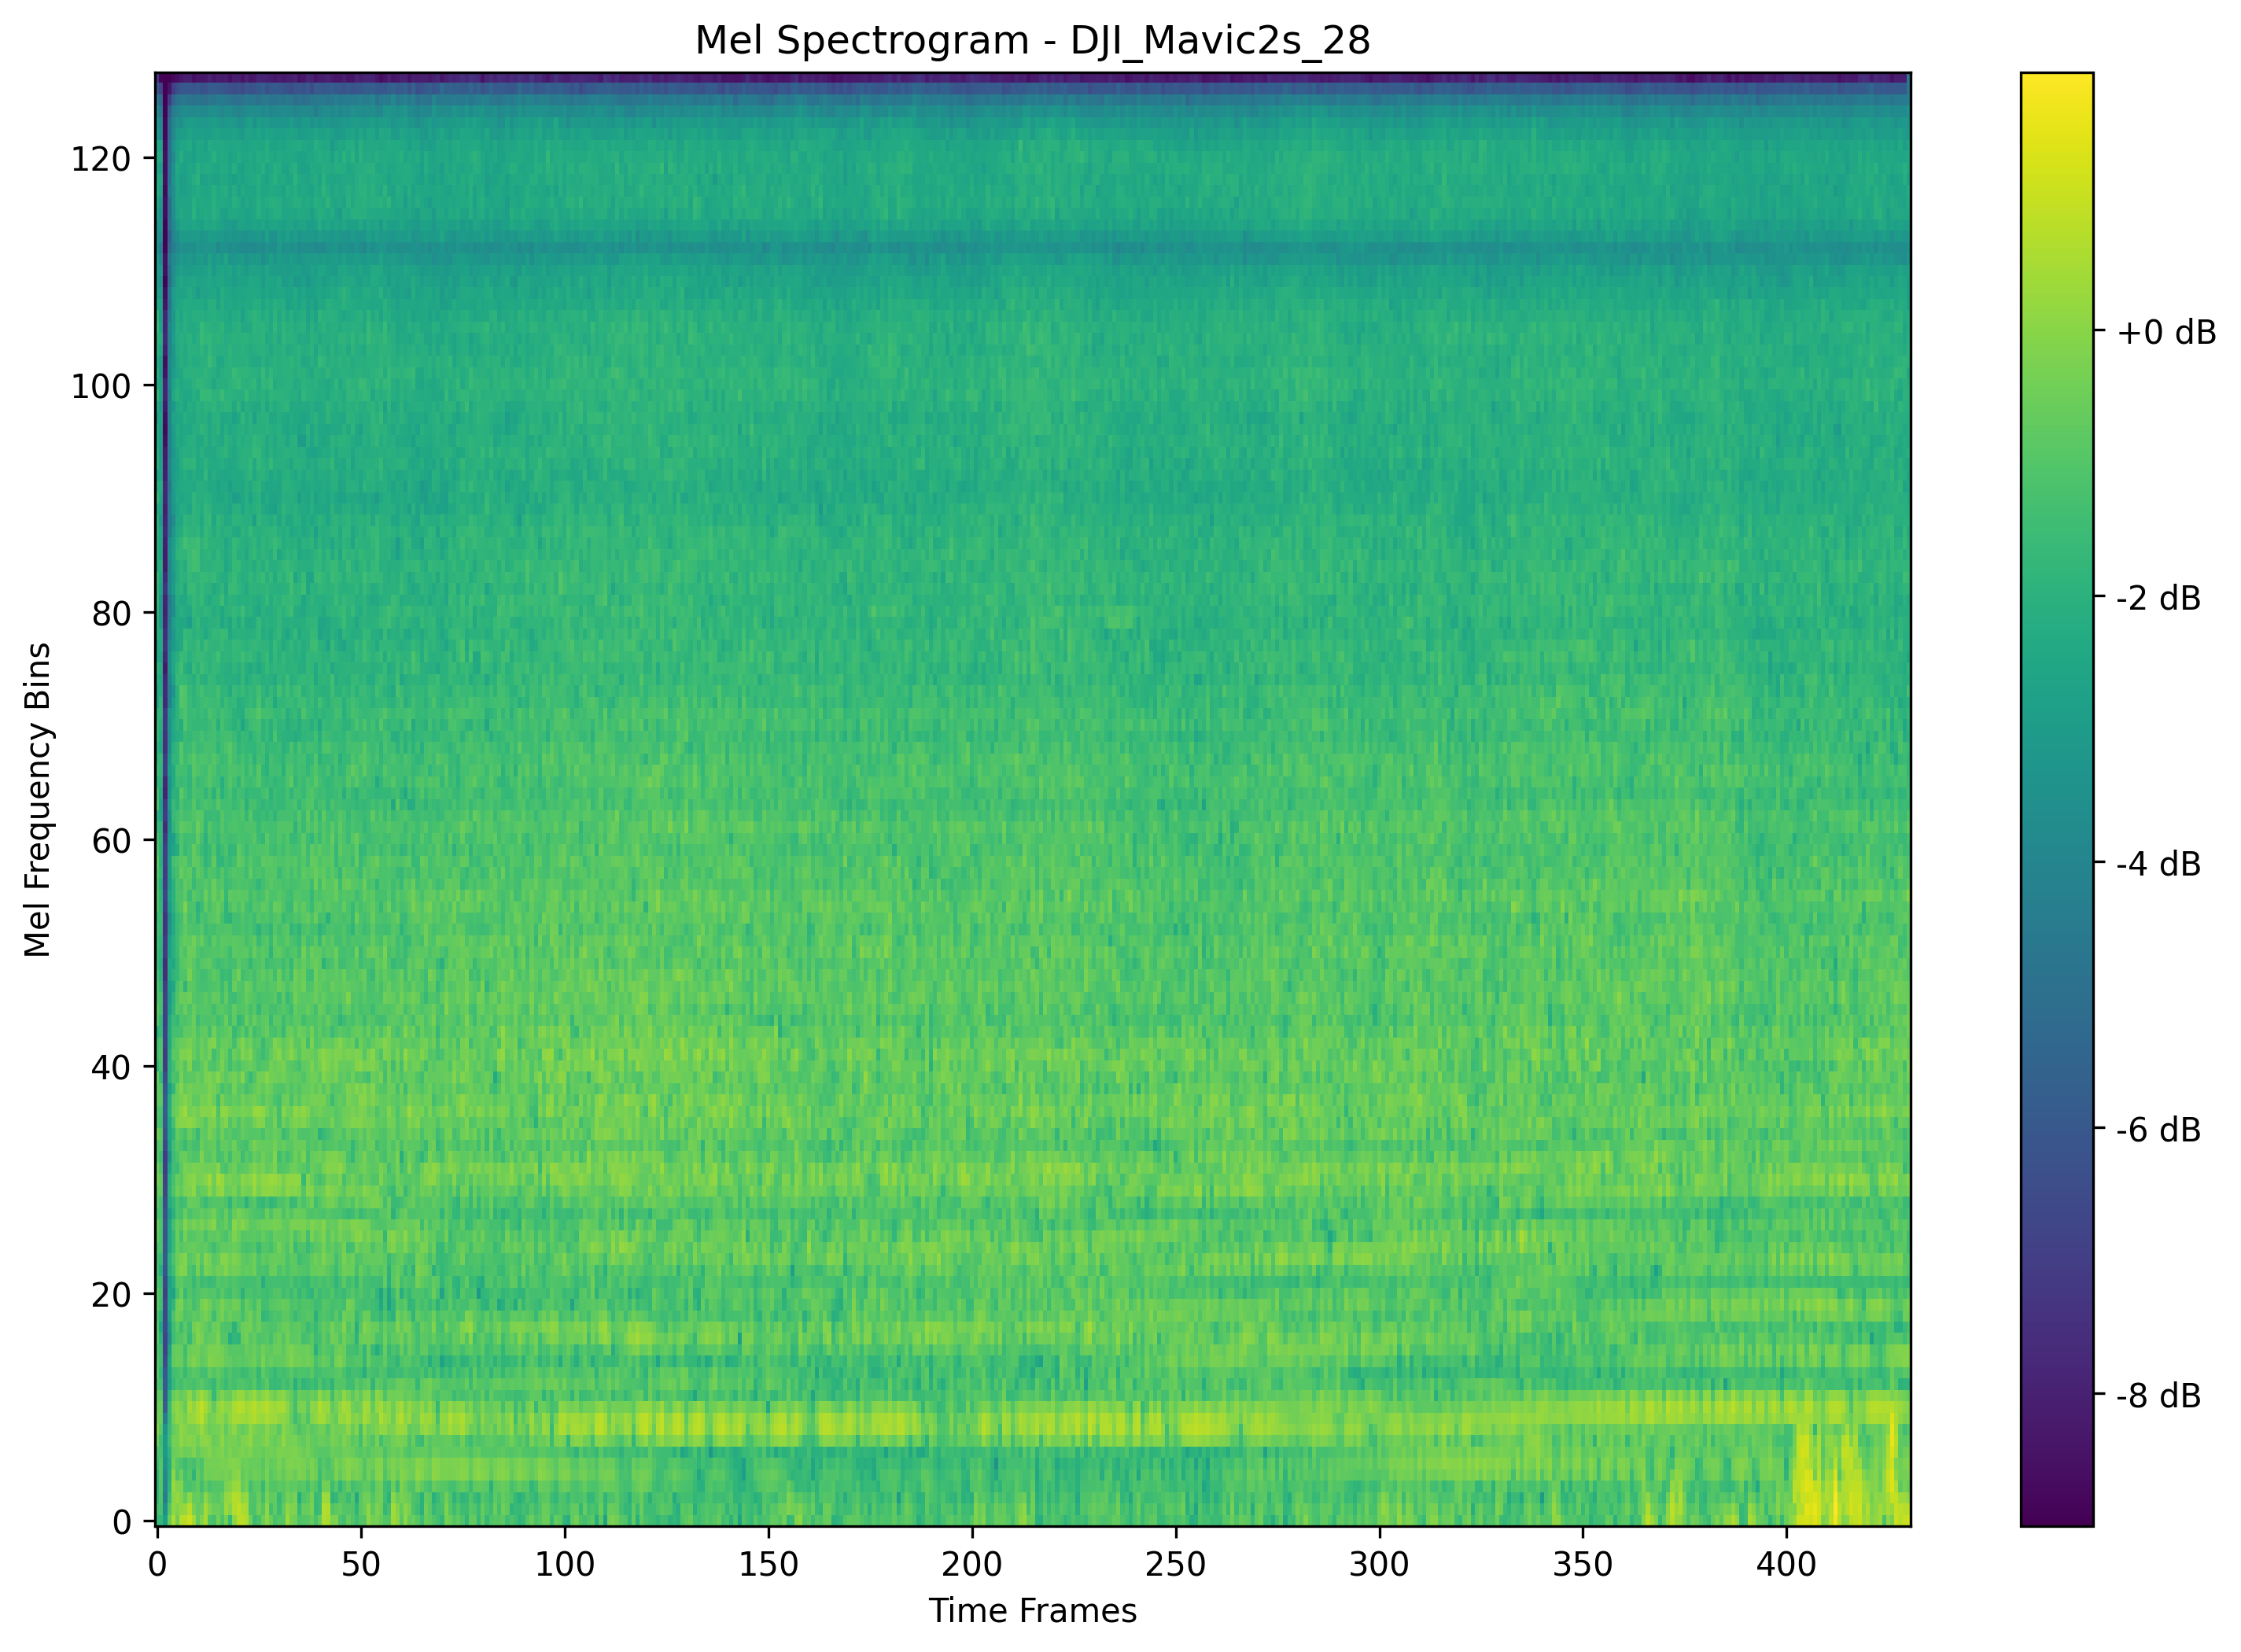 Mel Spectrogram - DJI_Mavic2s_28
Mel Frequency Bins
120
100
80
60
40
20
0
0 50 100 150 200 250 300 350 400
Time Frames
+0 dB
-2 dB
-4 dB
-6 dB
-8 dB